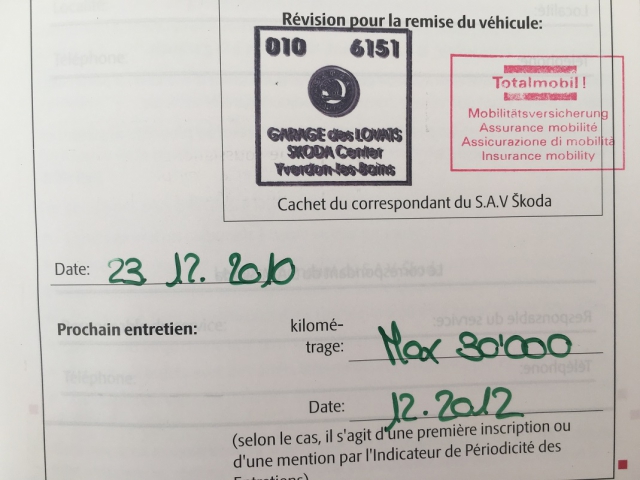 Révision pour la remise du véhicule:
010 6151
GARAGE des LOVATS
SKODA Center
Yverdon-les-Bains
Totalmobil!
Mobilitätsversicherung
Assurance mobilité
Assicurazione di mobilità
Insurance mobility
Cachet du correspondant du S.A.V Škoda
Date: 23 12. 2010
Prochain entretien: kilomé-
trage: Max 30'000
Date: 12.2012
(selon le cas, il s'agit d'une première inscription ou
d'une mention par l'Indicateur de Périodicité des